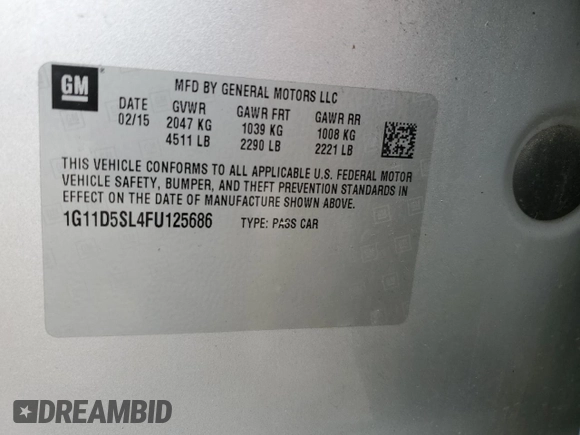 GM
MFD BY GENERAL MOTORS LLC
DATE GVWR GAWR FRT GAWR RR
02/15 2047 KG 1039 KG 1008 KG
4511 LB 2290 LB 2221 LB
THIS VEHICLE CONFORMS TO ALL APPLICABLE U.S. FEDERAL MOTOR
VEHICLE SAFETY, BUMPER, AND THEFT PREVENTION STANDARDS IN
EFFECT ON THE DATE OF MANUFACTURE SHOWN ABOVE.
1G11D5SL4FU125686 TYPE: PASS CAR
DREAMBID